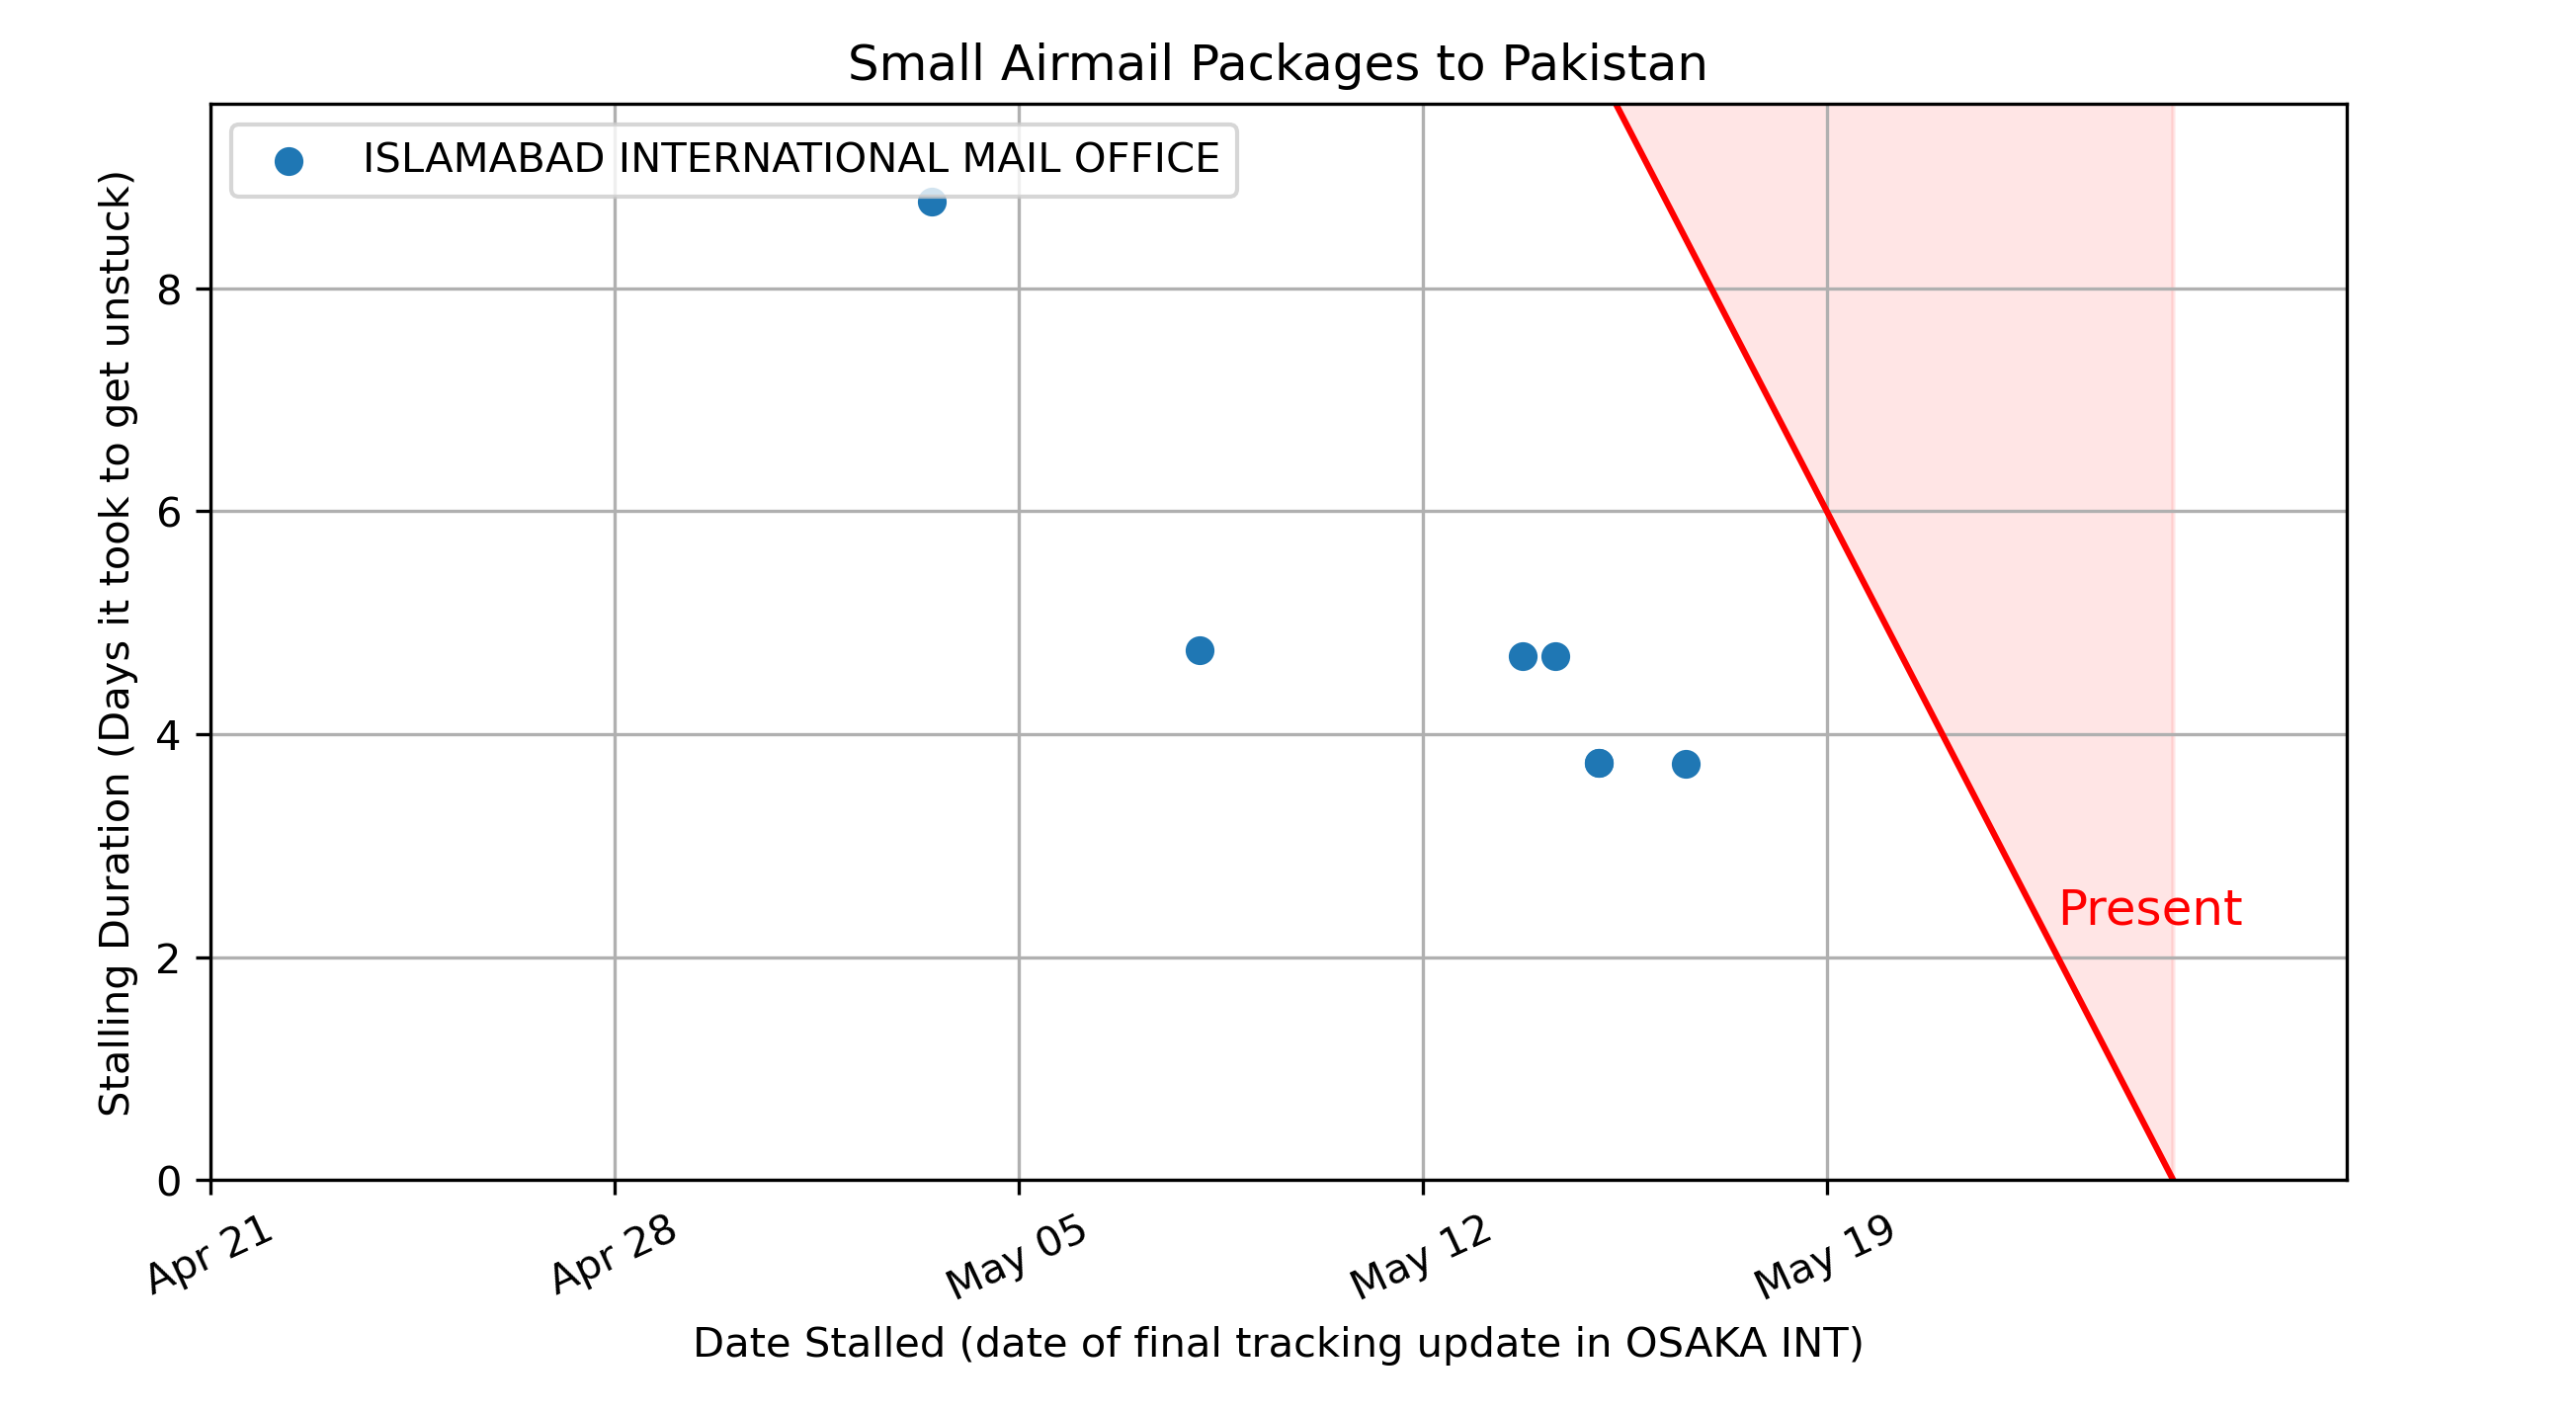 Small Airmail Packages to Pakistan
ISLAMABAD INTERNATIONAL MAIL OFFICE
Stalling Duration (Days it took to get unstuck)
8
6
4
2
0
Present
Apr 21
Apr 28
May 05
May 12
May 19
Date Stalled (date of final tracking update in OSAKA INT)